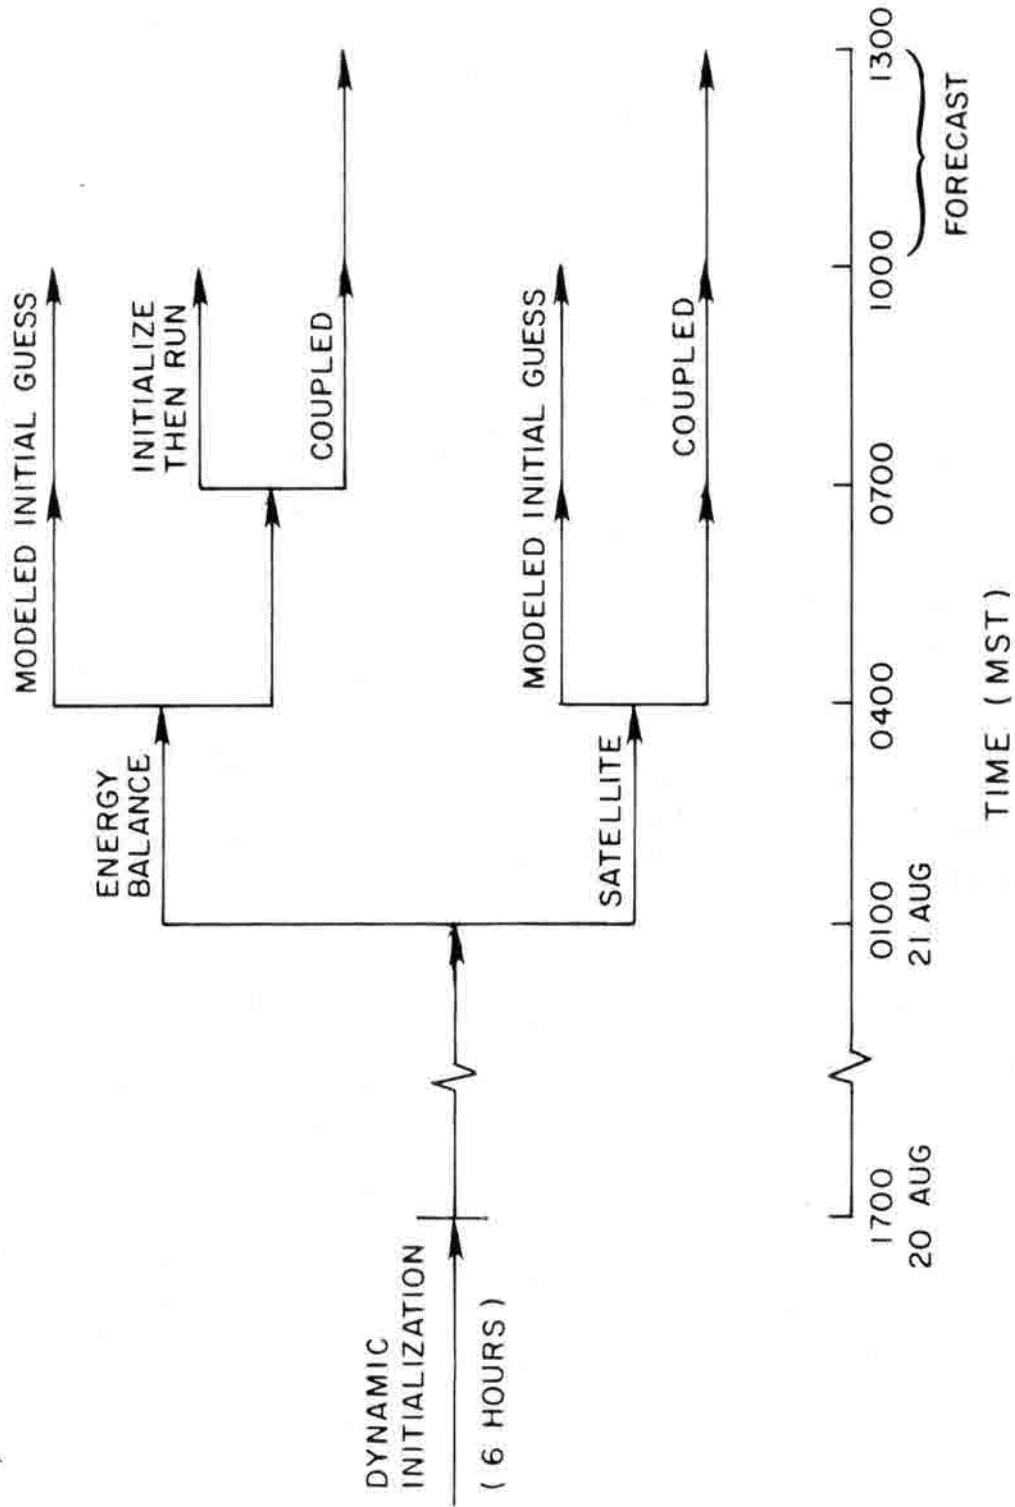 DYNAMIC
INITIALIZATION
(6 HOURS)
ENERGY
BALANCE
SATELLITE
MODELED INITIAL GUESS
INITIALIZE
THEN RUN
COUPLED
MODELED INITIAL GUESS
COUPLED
1700
20 AUG
0100
21 AUG
0400
0700
1000
1300
FORECAST
TIME (MST)